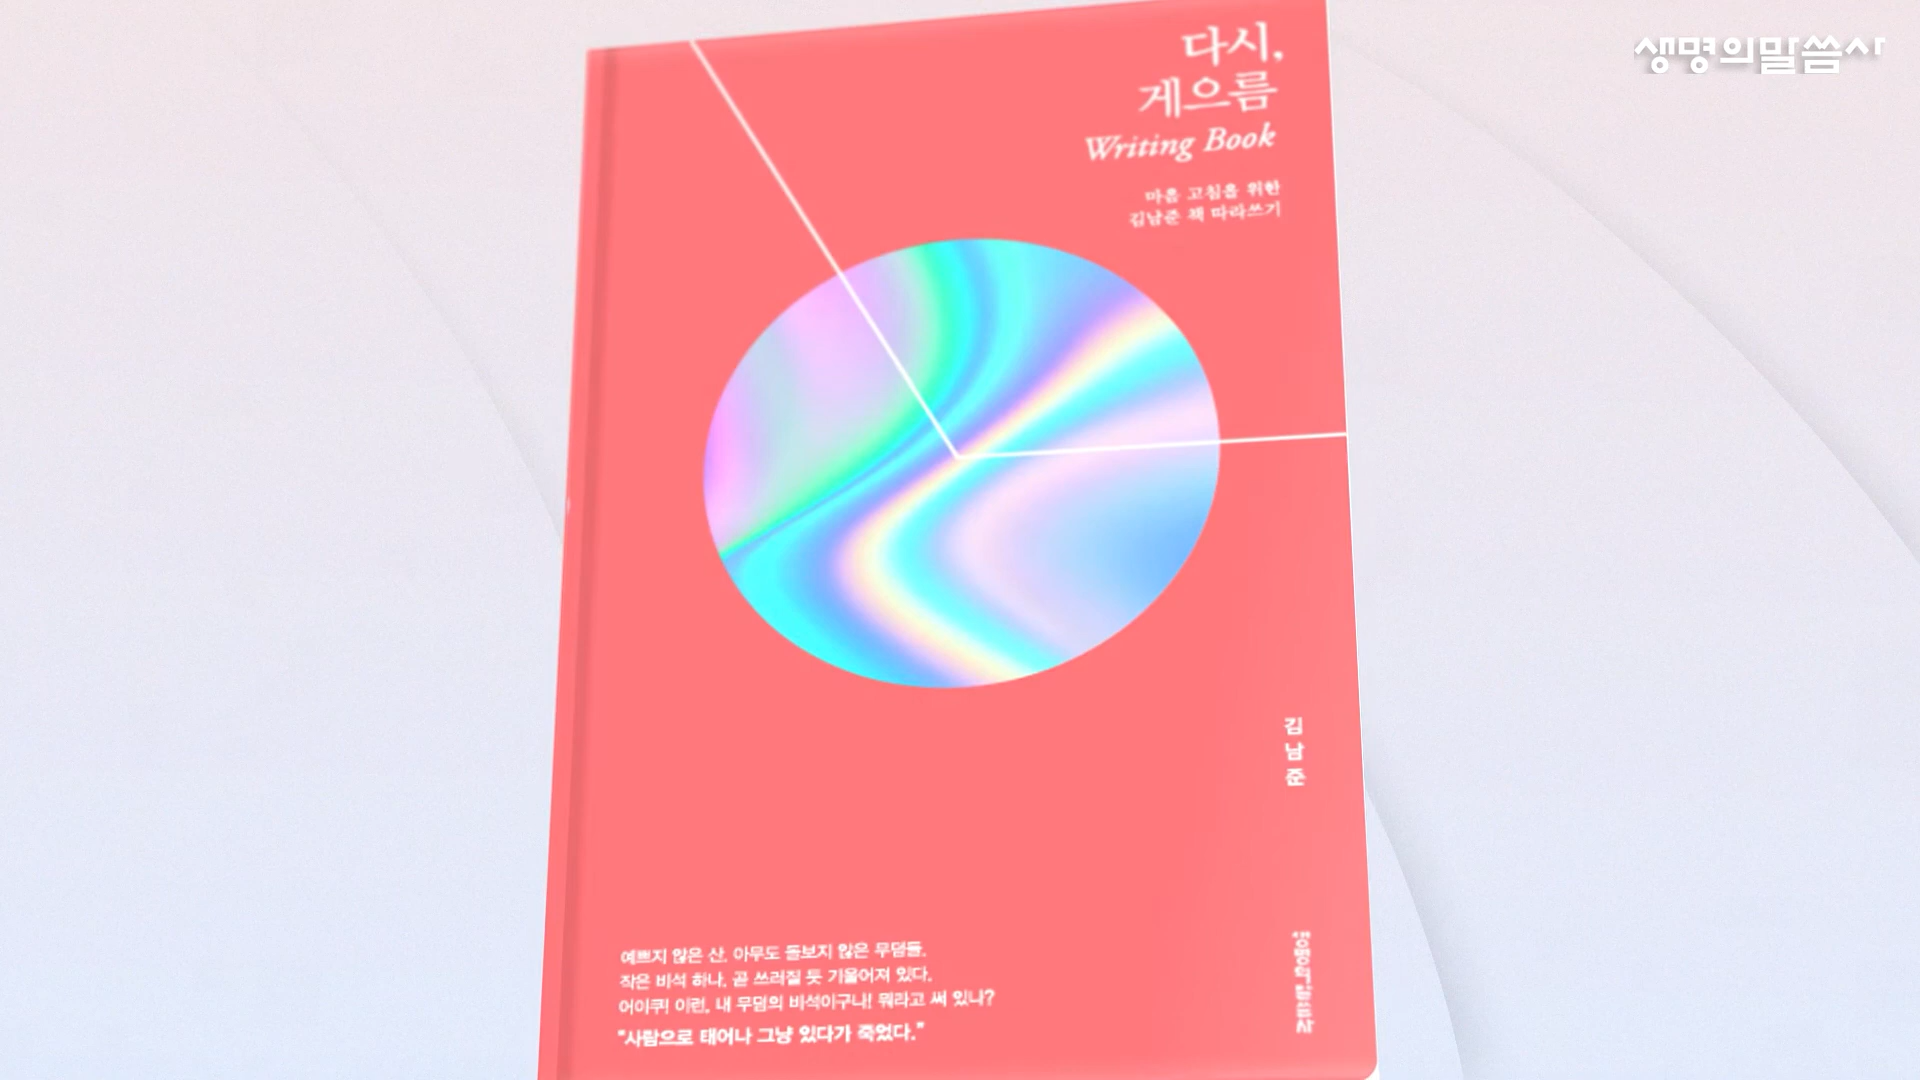 다시,
게으름
Writing Book
마음 고침을 위한
김남준 책 따라쓰기
생명의말씀사
김남준
예쁘지 않은 산, 아무도 돌보지 않은 무덤들.
작은 비석 하나, 곧 쓰러질 듯 기울어져 있다.
어이쿠! 이런, 내 무덤의 비석이구나! 뭐라고 써 있나?
“사람으로 태어나 그냥 있다가 죽었다.”
생명의말씀사